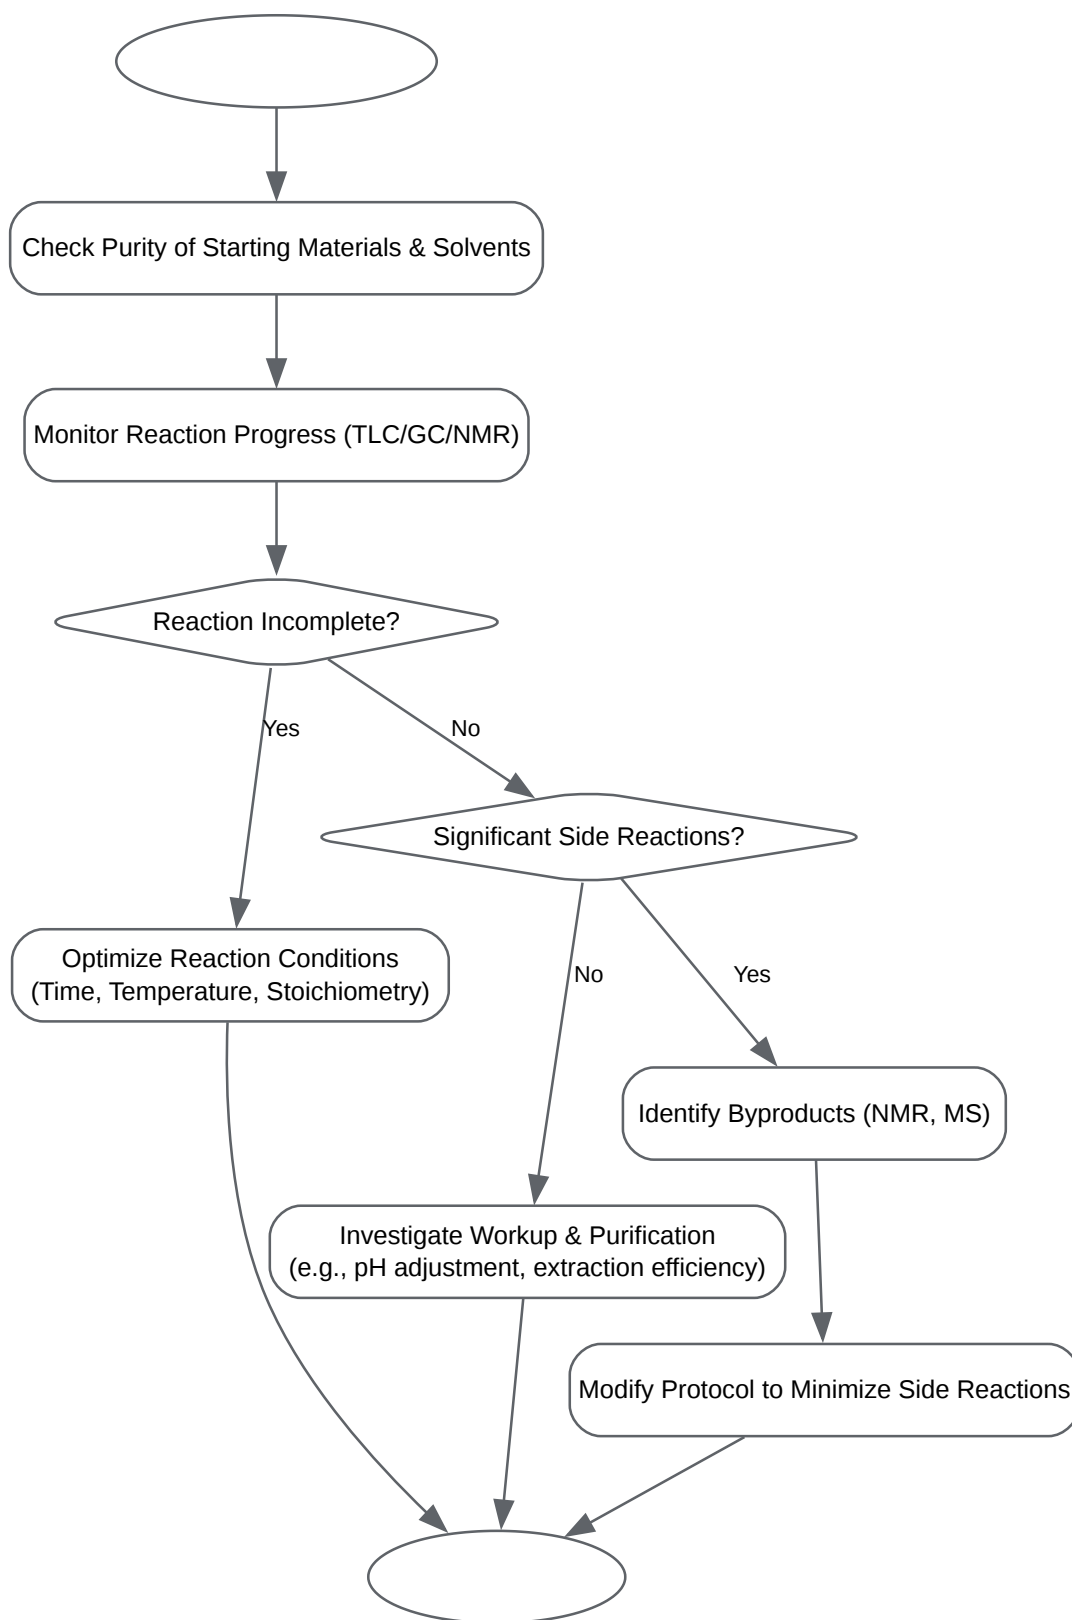 Check Purity of Starting Materials & Solvents
Monitor Reaction Progress (TLC/GC/NMR)
Reaction Incomplete?
Yes
No
Significant Side Reactions?
Optimize Reaction Conditions
(Time, Temperature, Stoichiometry)
No
Yes
Identify Byproducts (NMR, MS)
Investigate Workup & Purification
(e.g., pH adjustment, extraction efficiency)
Modify Protocol to Minimize Side Reactions